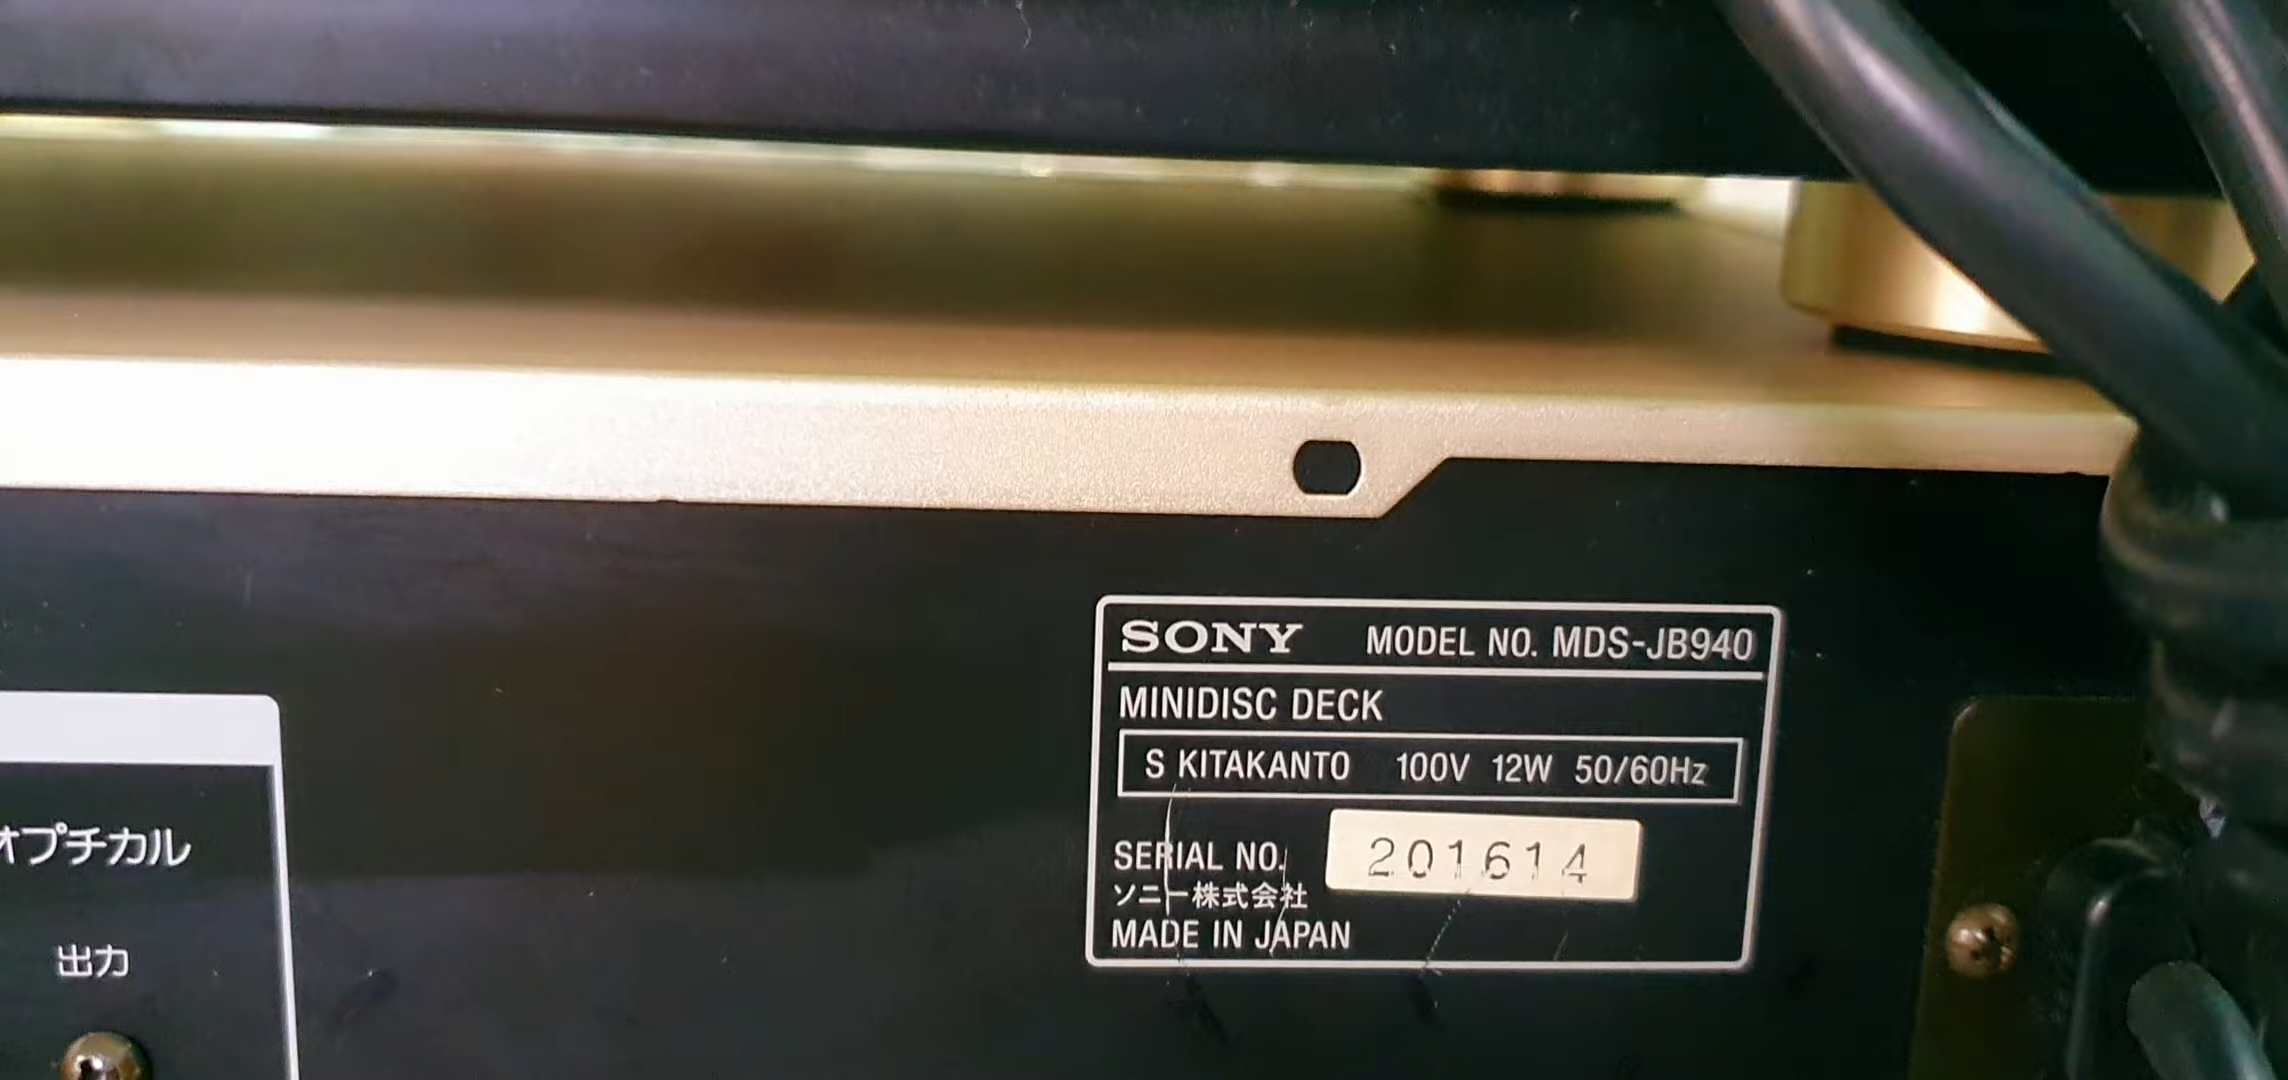 SONY MODEL NO. MDS-JB940
MINIDISC DECK
S KITAKANTO 100V 12W 50/60Hz
SERIAL NO. 201614
ソニー株式会社
MADE IN JAPAN
オプチカル
出力